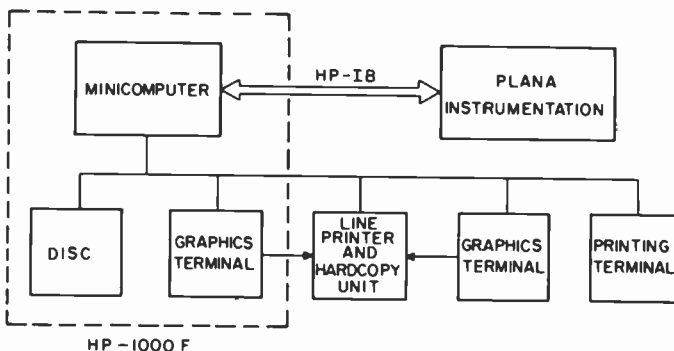 MINICOMPUTER
HP-IB
PLANA
INSTRUMENTATION
DISC
GRAPHICS
TERMINAL
LINE
PRINTER
AND
HARDCOPY
UNIT
GRAPHICS
TERMINAL
PRINTING
TERMINAL
HP-1000 F